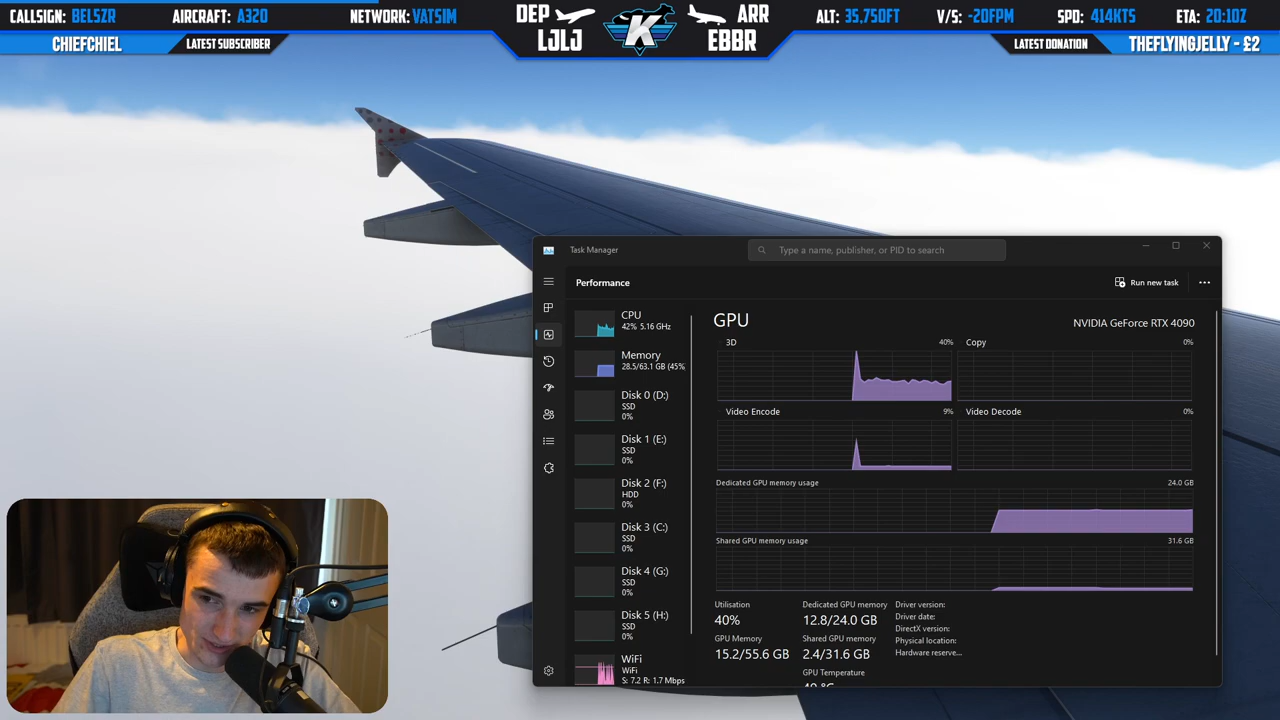 CALLSIGN: BEL5ZR
AIRCRAFT: A320
NETWORK: VATSIM
DEP
LJLJ
K
ARR
EBBR
ALT: 35,750FT
V/S: -20FPM
SPD: 414KTS
ETA: 20:10Z
CHIEFCHIEL
LATEST SUBSCRIBER
LATEST DONATION
THEFLYINGJELLY - £2
Task Manager
Type a name, publisher, or PID to search
Performance
Run new task
CPU
42% 5.16 GHz
Memory
28.5/63.1 GB (45%
Disk 0 (D:)
SSD
0%
Disk 1 (E:)
SSD
0%
Disk 2 (F:)
HDD
0%
Disk 3 (C:)
SSD
0%
Disk 4 (G:)
SSD
0%
Disk 5 (H:)
SSD
0%
WiFi
WiFi
S: 7.2 R: 1.7 Mbps
GPU
NVIDIA GeForce RTX 4090
3D
40%
Copy
0%
Video Encode
9%
Video Decode
0%
Dedicated GPU memory usage
24.0 GB
Shared GPU memory usage
31.6 GB
Utilisation
40%
Dedicated GPU memory
12.8/24.0 GB
GPU Memory
15.2/55.6 GB
Shared GPU memory
2.4/31.6 GB
GPU Temperature
Driver version:
Driver date:
DirectX version:
Physical location:
Hardware reserve...